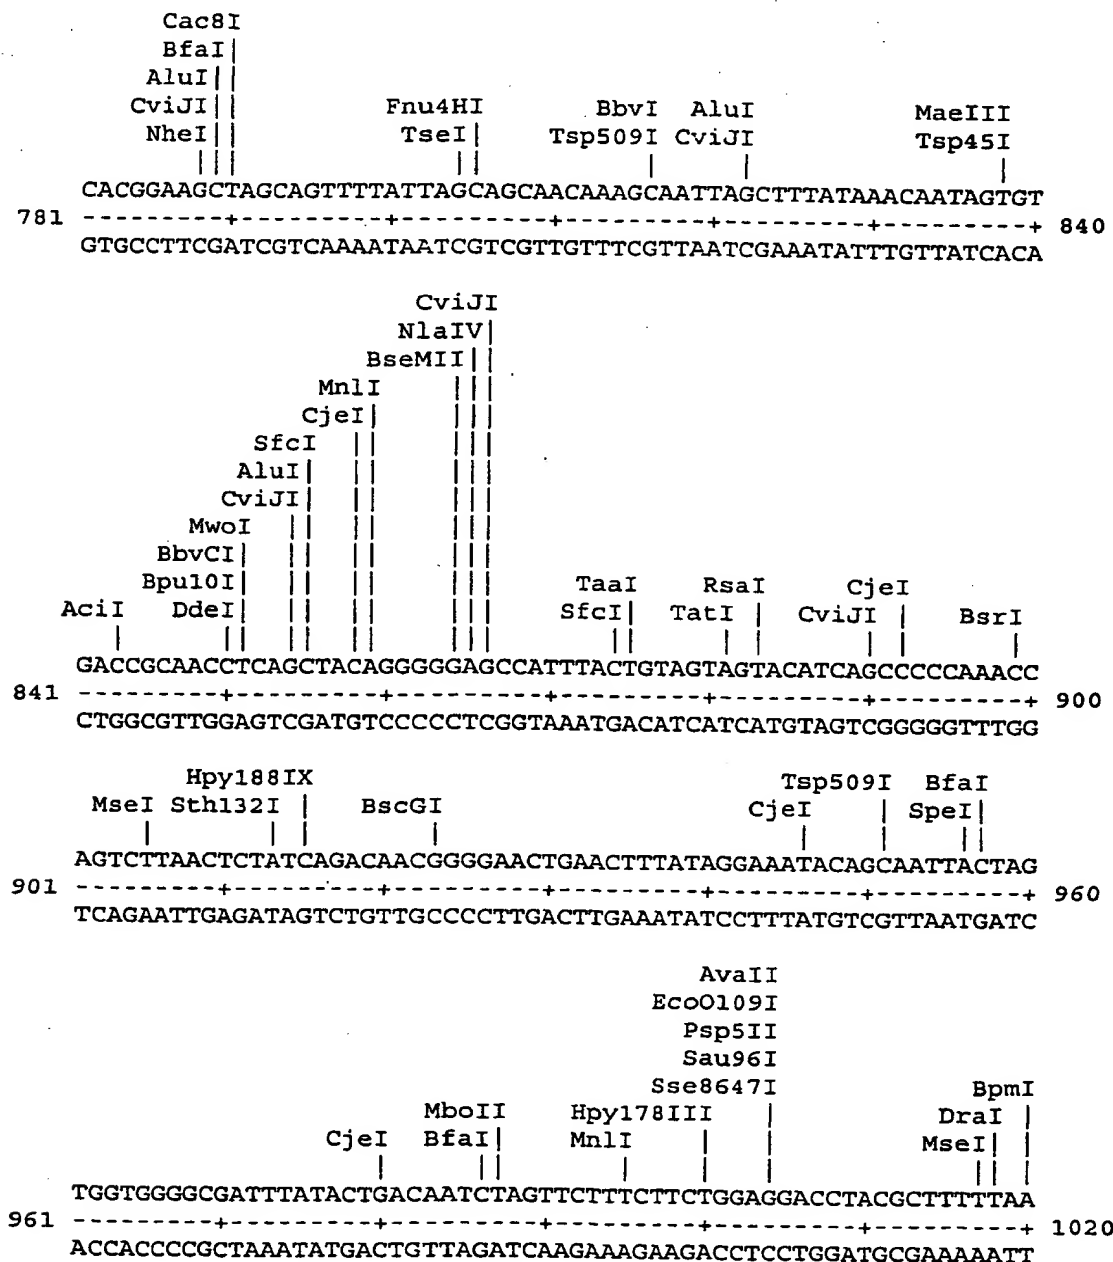 Cac8I
BfaI
AluI
CviJI Fnu4HI BbvI AluI MaeIII
NheI TseI Tsp509I CviJI Tsp45I
CACGGAAGCTAGCAGTTTTATTAGCAGCAACAAAGCAATTAGCTTTATAAACAATAGTGT
781 ---------+---------+---------+---------+---------+---------+ 840
GTGCCTTCGATCGTCAAAATAATCGTCGTTGTTTCGTTAATCGAAATATTTGTTATCACA
CviJI
NlaIV
BseMII
MnlI
CjeI
SfcI
AluI
CviJI
MwoI
BbvCI
Bpu10I TaaI RsaI CjeI
AciI DdeI SfcI TatI CviJI BsrI
GACCGCAACCTCAGCTACAGGGGGAGCCATTTACTGTAGTAGTACATCAGCCCCCAAACC
841 ---------+---------+---------+---------+---------+---------+ 900
CTGGCGTTGGAGTCGATGTCCCCCTCGGTAAATGACATCATCATGTAGTCGGGGGTTTGG
Hpy188IX Tsp509I BfaI
MseI Sth132I BscGI CjeI SpeI
AGTCTTAACTCTATCAGACAACGGGGAACTGAACTTTATAGGAAATACAGCAATTACTAG
901 ---------+---------+---------+---------+---------+---------+ 960
TCAGAATTGAGATAGTCTGTTGCCCCTTGACTTGAAATATCCTTTATGTCGTTAATGATC
AvaII
EcoO109I
Psp5II
Sau96I
Sse8647I BpmI
MboII Hpy178III DraI
CjeI BfaI MnlI MseI
TGGTGGGGCGATTTATACTGACAATCTAGTTCTTTCTTCTGGAGGACCTACGCTTTTTAA
961 ---------+---------+---------+---------+---------+---------+ 1020
ACCACCCCGCTAAATATGACTGTTAGATCAAGAAAGAAGACCTCCTGGATGCGAAAAATT